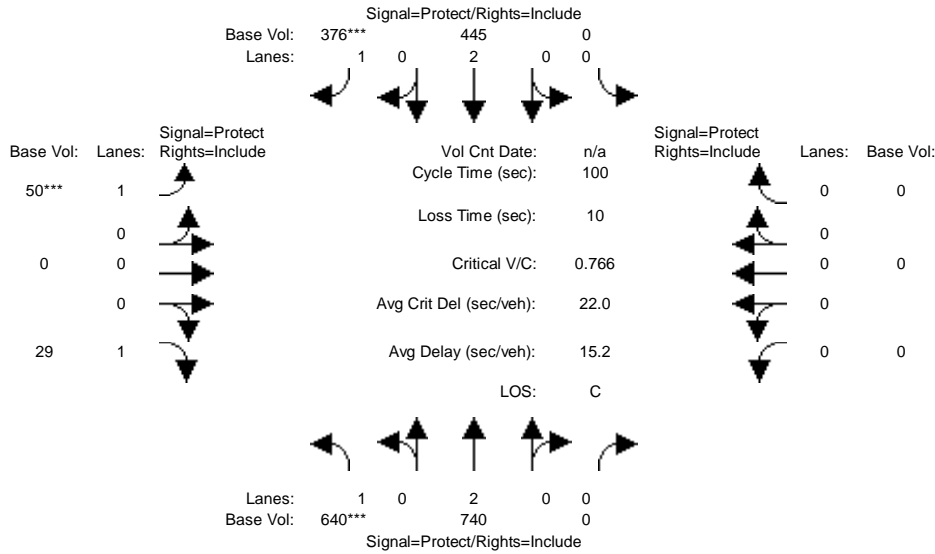 Signal=Protect/Rights=Include
Base Vol: 376*** 445 0
Lanes: 1 0 2 0 0
Signal=Protect
Base Vol: Lanes: Rights=Include
Vol Cnt Date: n/a
Signal=Protect
Rights=Include Lanes: Base Vol:
Cycle Time (sec): 100
50*** 1
0 0
Loss Time (sec): 10
0
0
0 0
Critical V/C: 0.766
0 0
0
Avg Crit Del (sec/veh): 22.0
0
29 1
Avg Delay (sec/veh): 15.2
0 0
LOS: C
Lanes: 1 0 2 0 0
Base Vol: 640*** 740 0
Signal=Protect/Rights=Include